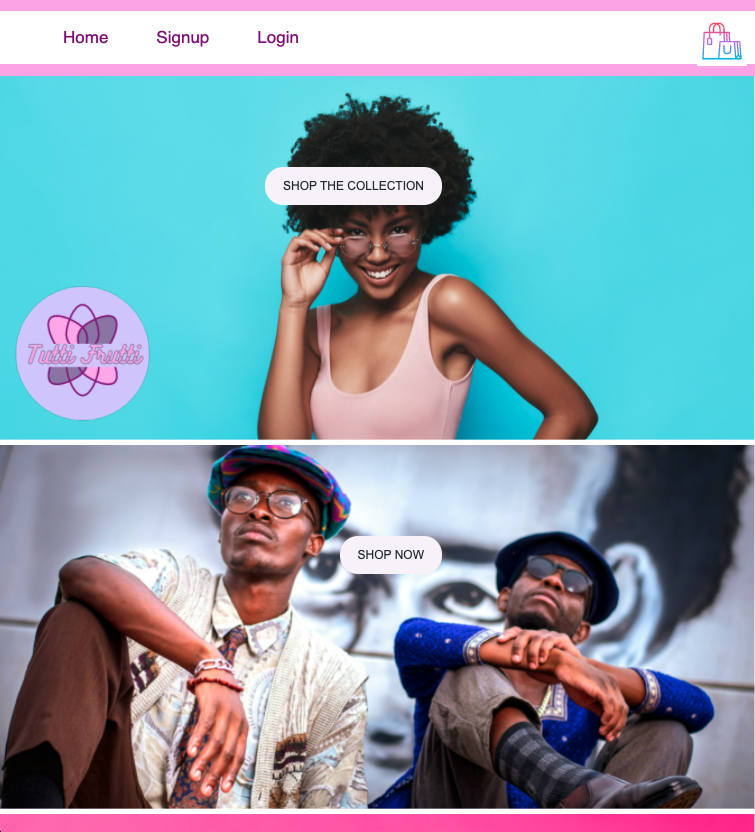 Home Signup Login
SHOP THE COLLECTION
Tutti Frutti
SHOP NOW